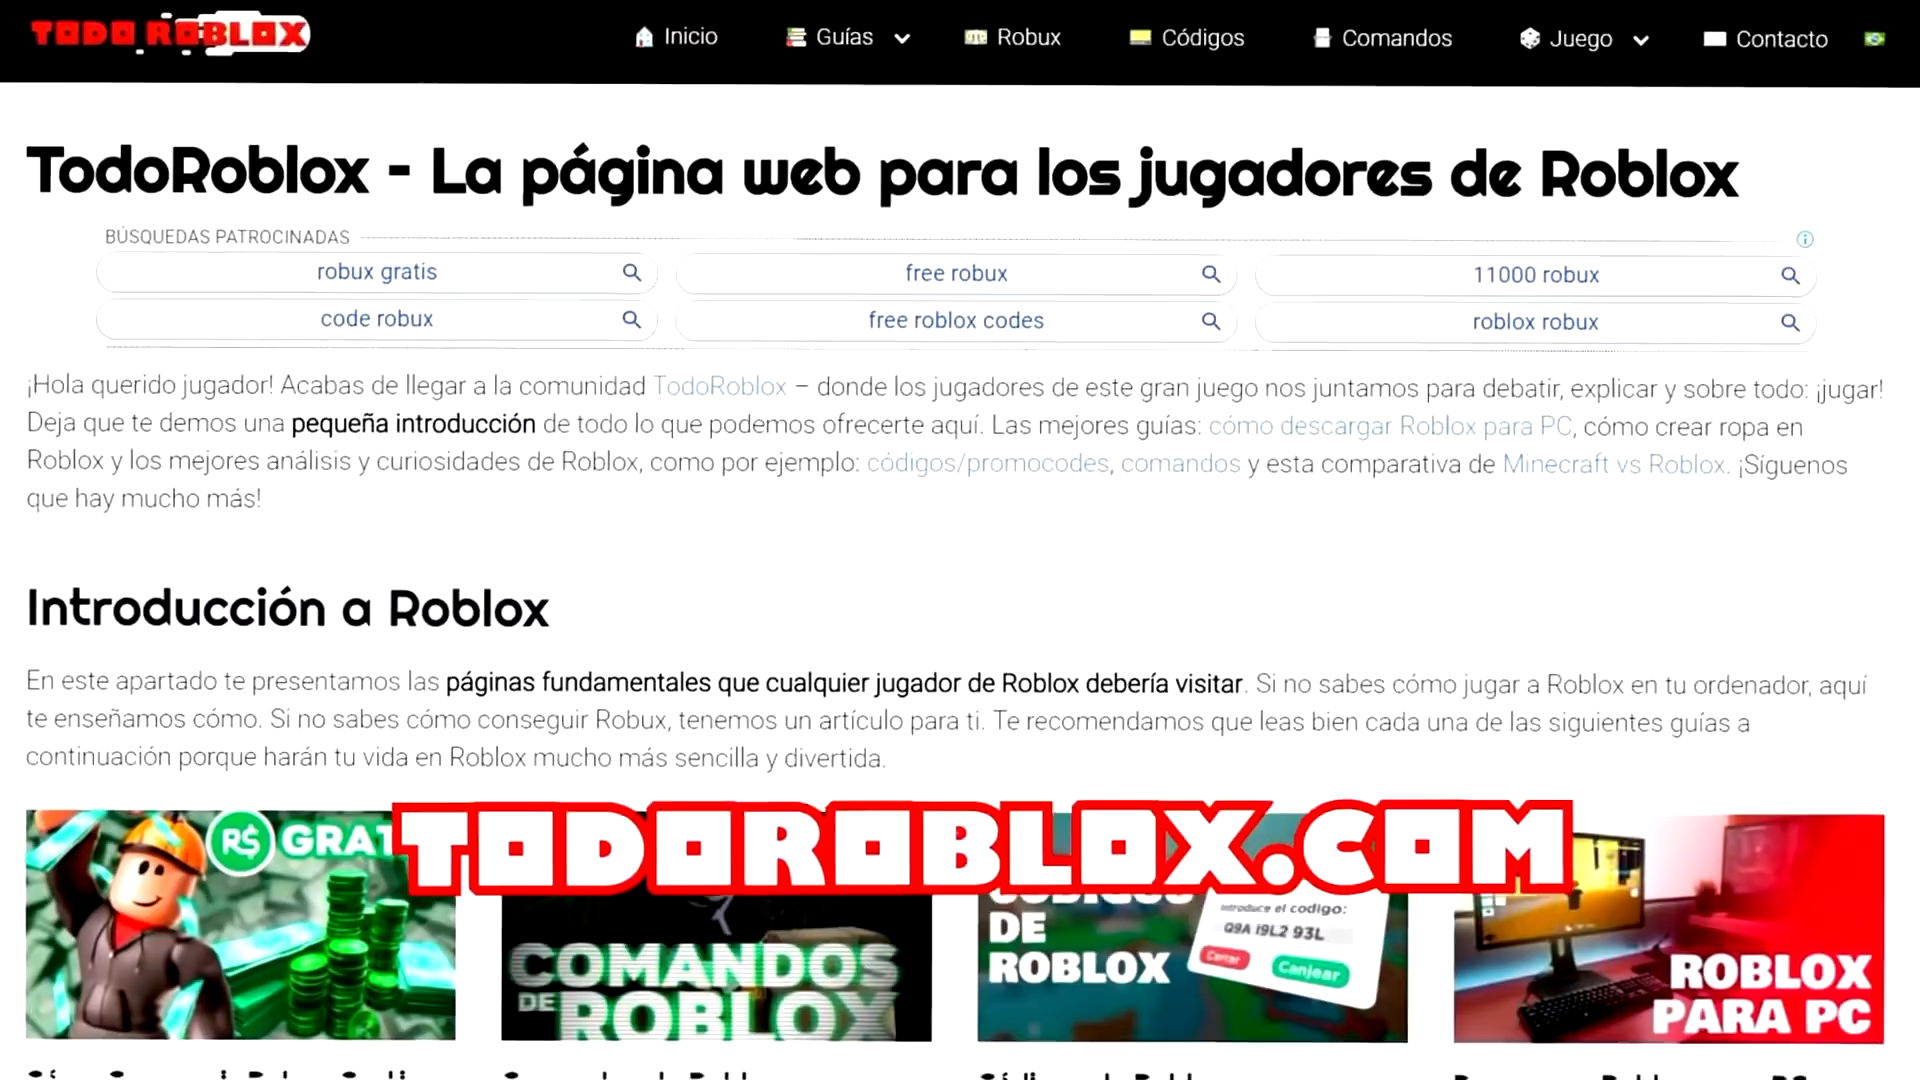 TODO ROBLOX
Inicio Guías Robux Códigos Comandos Juego Contacto
TodoRoblox - La página web para los jugadores de Roblox
BÚSQUEDAS PATROCINADAS
robux gratis free robux 11000 robux
code robux free roblox codes roblox robux
¡Hola querido jugador! Acabas de llegar a la comunidad TodoRoblox – donde los jugadores de este gran juego nos juntamos para debatir, explicar y sobre todo: ¡jugar!
Deja que te demos una pequeña introducción de todo lo que podemos ofrecerte aquí. Las mejores guías: cómo descargar Roblox para PC, cómo crear ropa en
Roblox y los mejores análisis y curiosidades de Roblox, como por ejemplo: códigos/promocodes, comandos y esta comparativa de Minecraft vs Roblox. ¡Síguenos
que hay mucho más!
Introducción a Roblox
En este apartado te presentamos las páginas fundamentales que cualquier jugador de Roblox debería visitar. Si no sabes cómo jugar a Roblox en tu ordenador, aquí
te enseñamos cómo. Si no sabes cómo conseguir Robux, tenemos un artículo para ti. Te recomendamos que leas bien cada una de las siguientes guías a
continuación porque harán tu vida en Roblox mucho más sencilla y divertida.
R$ GRAT
TODOROBLOX.COM
COMANDOS
DE ROBLOX
DE
ROBLOX
Introduce el codigo:
Q9A I9L2 93L
Cerrar Canjear
ROBLOX
PARA PC